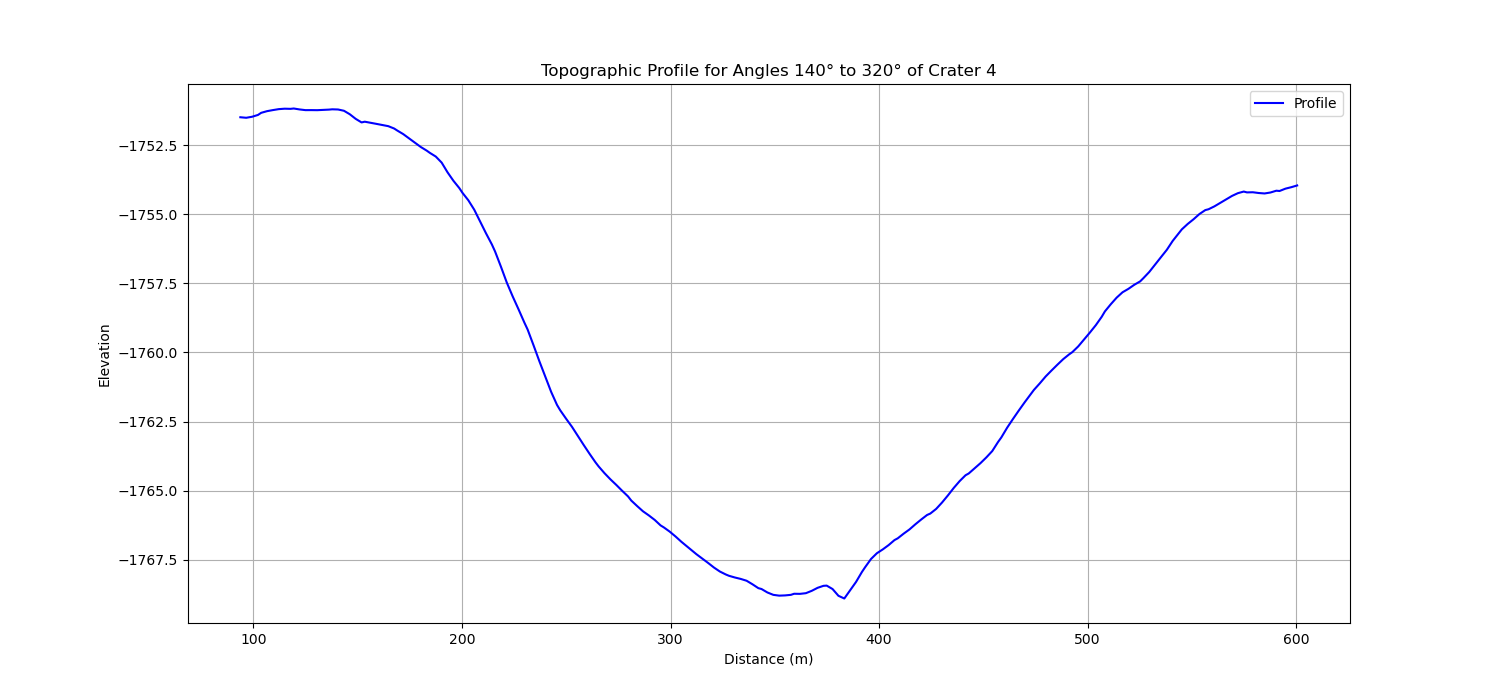 Topographic Profile for Angles 140° to 320° of Crater 4
Profile
−1752.5
−1755.0
−1757.5
−1760.0
−1762.5
−1765.0
−1767.5
Elevation
100 200 300 400 500 600
Distance (m)